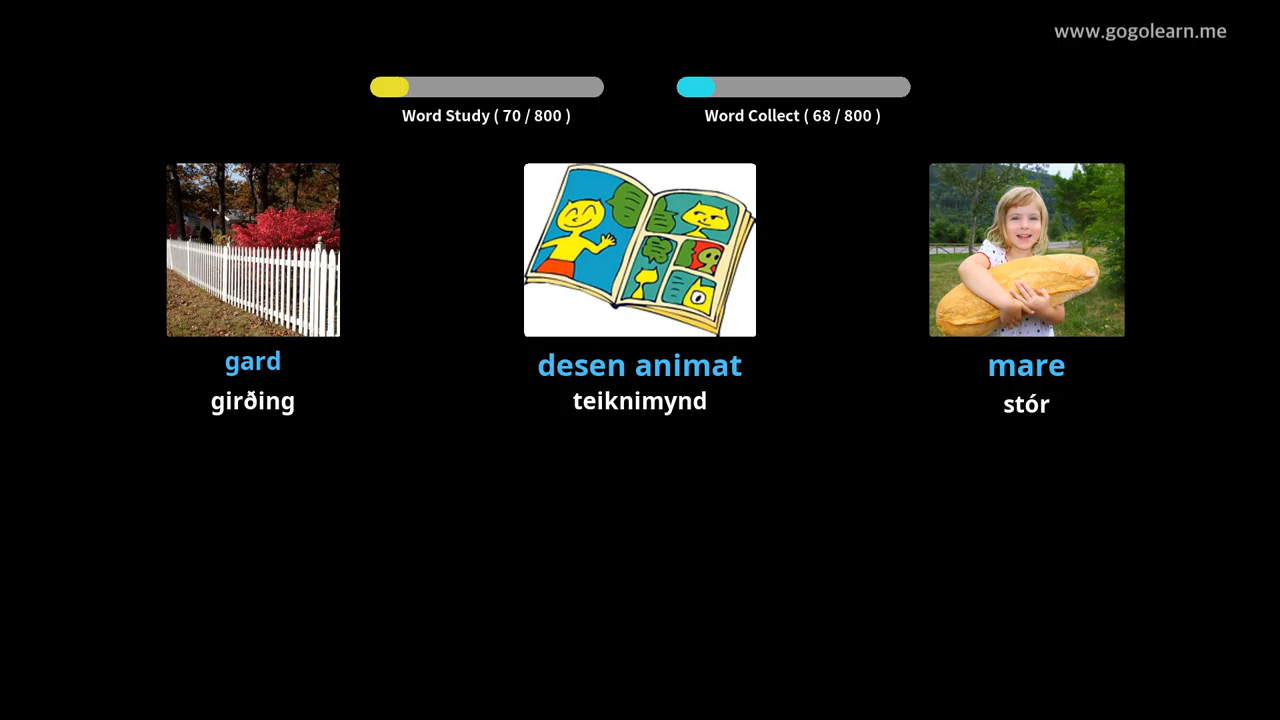 www.gogolearn.me
Word Study ( 70 / 800 )
Word Collect ( 68 / 800 )
gard
girðing
desen animat
teiknimynd
mare
stór